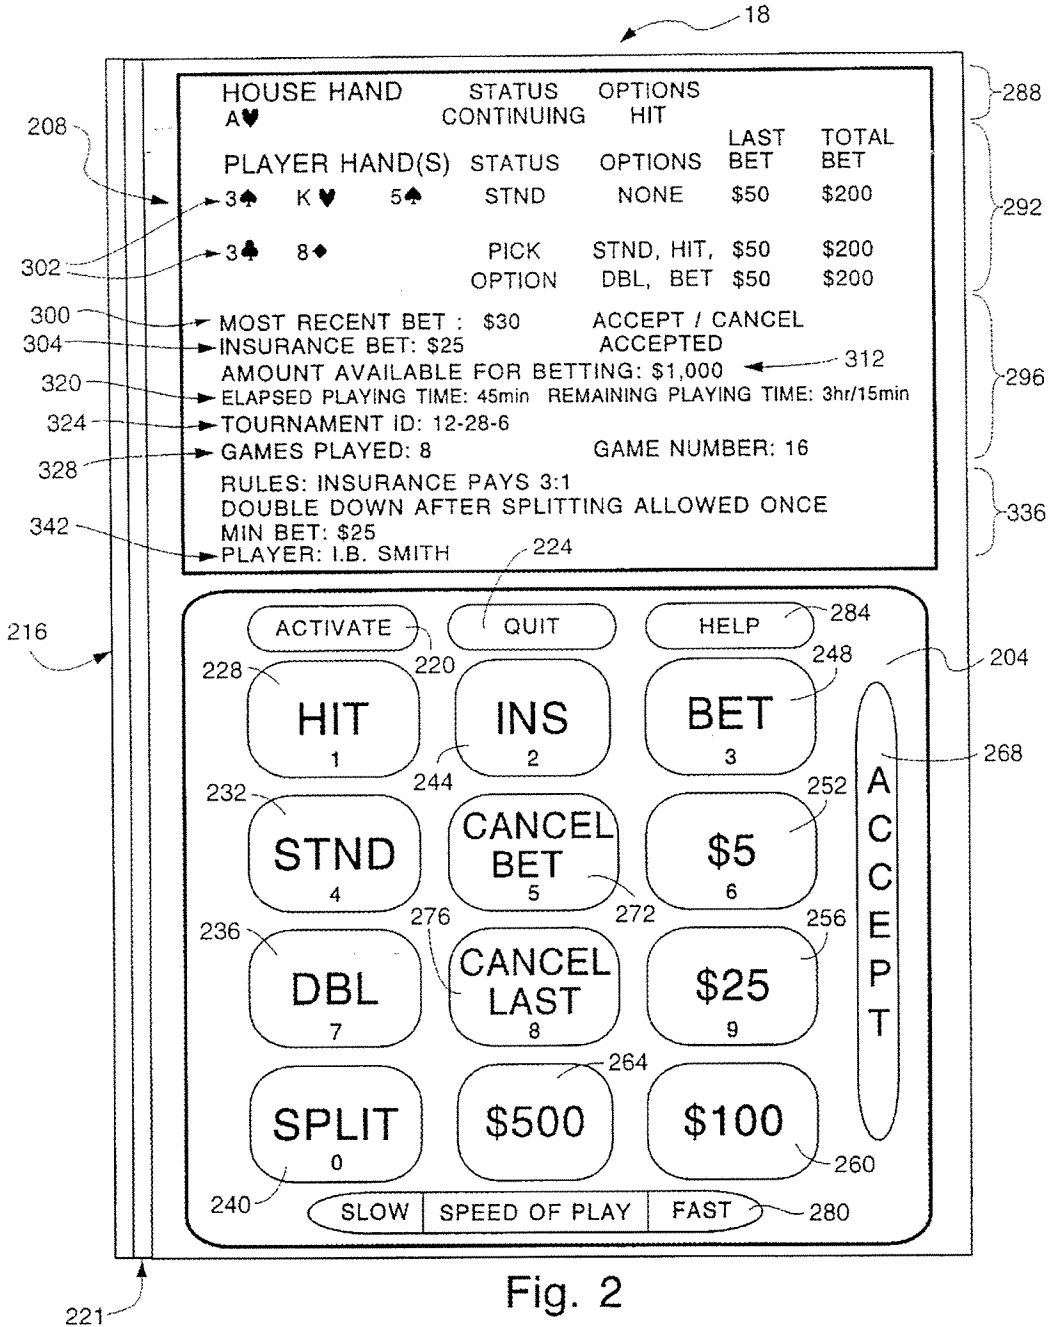 18
HOUSE HAND STATUS OPTIONS
A♥ CONTINUING HIT
288
208
LAST TOTAL
PLAYER HAND(S) STATUS OPTIONS BET BET
3♠ K♥ 5♠ STND NONE $50 $200
292
302
3♣ 8♦ PICK STND, HIT, $50 $200
OPTION DBL, BET $50 $200
300
MOST RECENT BET : $30 ACCEPT / CANCEL
304
INSURANCE BET: $25 ACCEPTED
312
AMOUNT AVAILABLE FOR BETTING: $1,000
296
320
ELAPSED PLAYING TIME: 45min REMAINING PLAYING TIME: 3hr/15min
324
TOURNAMENT ID: 12-28-6
328
GAMES PLAYED: 8 GAME NUMBER: 16
RULES: INSURANCE PAYS 3:1
DOUBLE DOWN AFTER SPLITTING ALLOWED ONCE
336
342
MIN BET: $25
PLAYER: I.B. SMITH
224
216
ACTIVATE QUIT HELP
284
228 220 248 204
HIT INS BET
1 2 3
244
268
232 252
STND CANCEL BET $5
4 5 6
276 272 256
236
DBL CANCEL LAST $25
7 8 9
264
SPLIT $500 $100
0
260
240
SLOW SPEED OF PLAY FAST
280
ACCEPT
221
Fig. 2